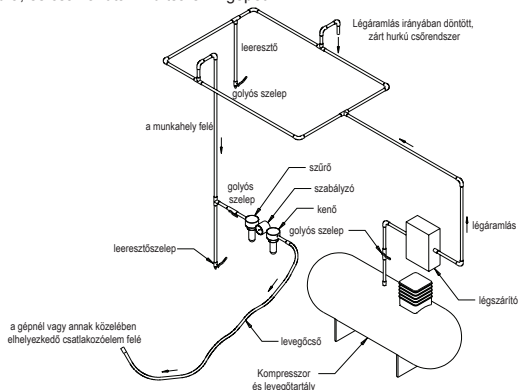 leeresztő
Légáramlás irányában döntött,
zárt hurkú csőrendszer
golyós szelep
a munkahely felé
szűrő
golyós
szelep
szabályzó
kenő
golyós szelep
légáramlás
leeresztőszelep
légszárító
a gépnél vagy annak közelében
elhelyezkedő csatlakozóelem felé
levegőcső
Kompresszor
és levegőtartály